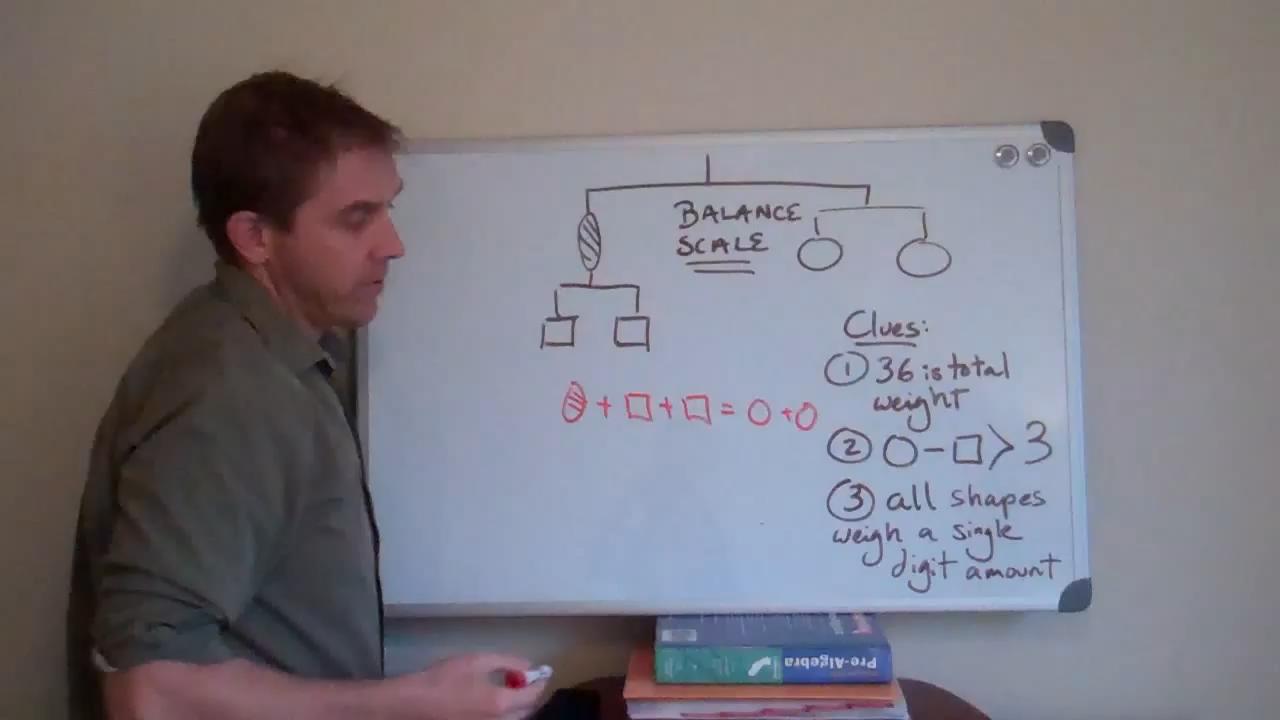 BALANCE
SCALE
Clues:
① 36 is total
weight
② ○ - □ > 3
③ all shapes
weigh a single
digit amount
+ □ + □ = ○ + ○
Pre-Algebra